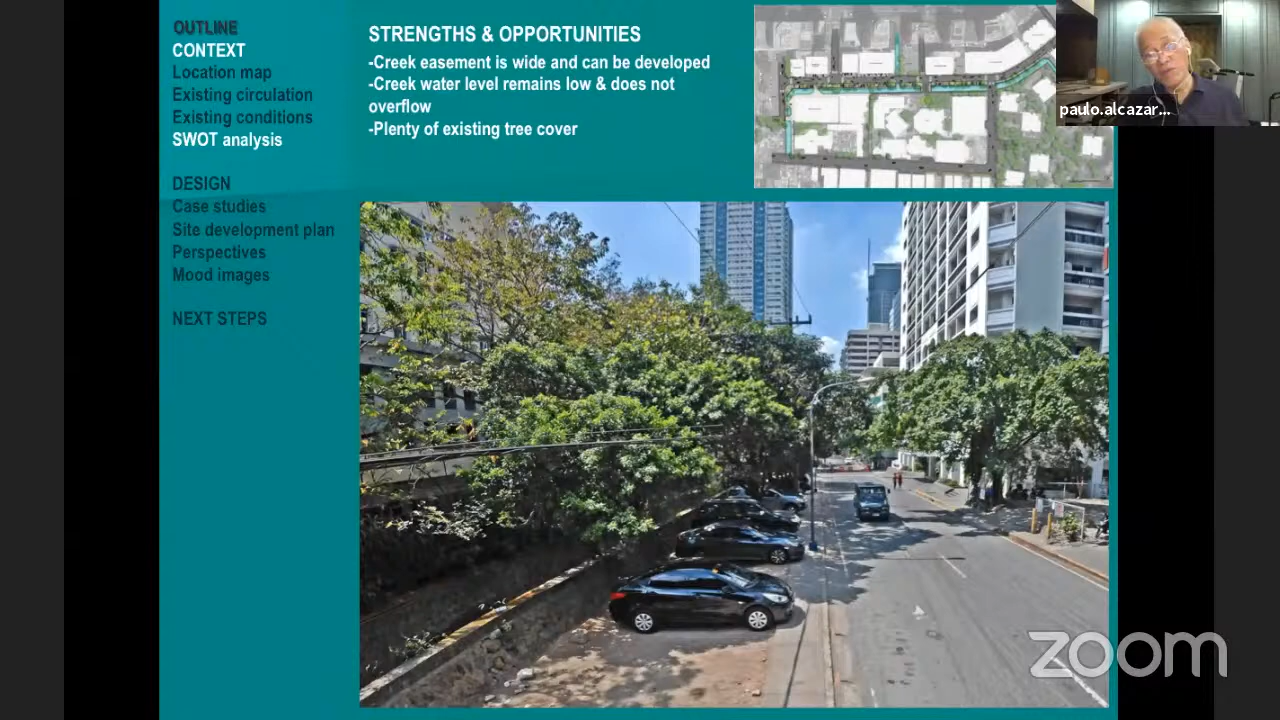 OUTLINE
CONTEXT
Location map
Existing circulation
Existing conditions
SWOT analysis
DESIGN
Case studies
Site development plan
Perspectives
Mood images
NEXT STEPS
STRENGTHS & OPPORTUNITIES
-Creek easement is wide and can be developed
-Creek water level remains low & does not
overflow
-Plenty of existing tree cover
paulo.alcazar...
zoom